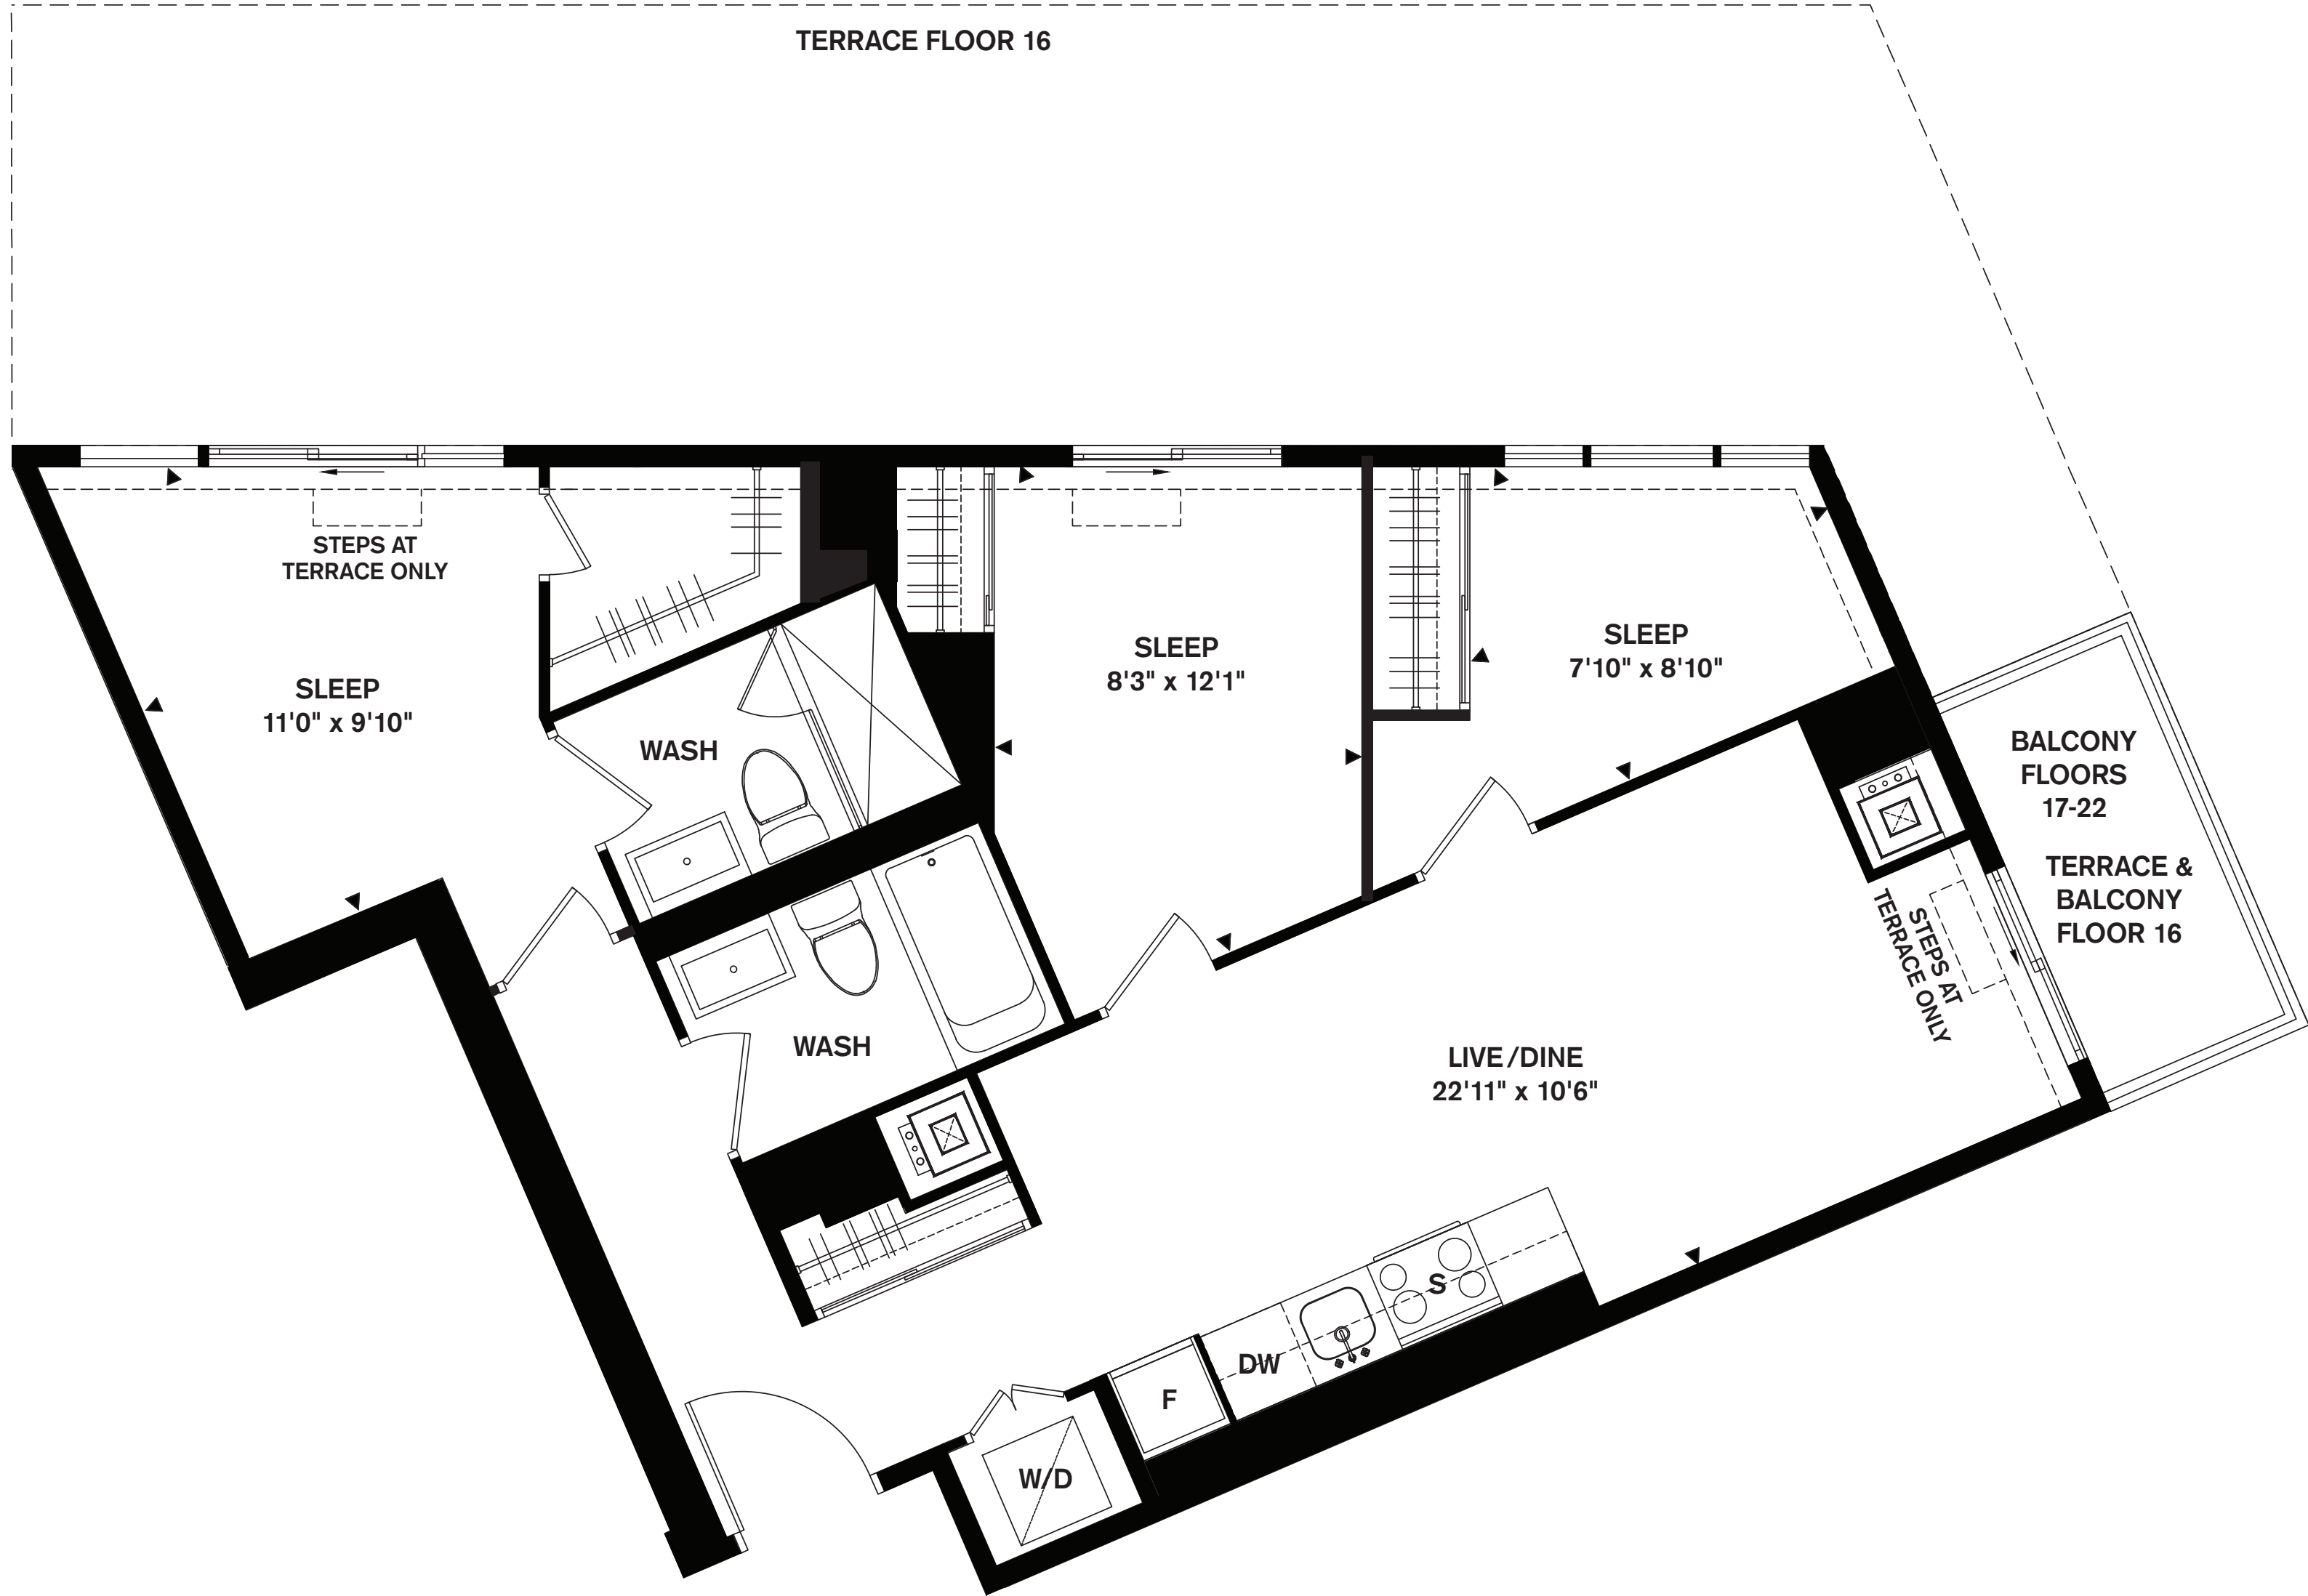 TERRACE FLOOR 16
STEPS AT
TERRACE ONLY
SLEEP
11'0" x 9'10"
WASH
SLEEP
8'3" x 12'1"
SLEEP
7'10" x 8'10"
BALCONY
FLOORS
17-22
TERRACE &
BALCONY
FLOOR 16
STEPS AT
TERRACE ONLY
WASH
LIVE/DINE
22'11" x 10'6"
S
DW
F
W/D